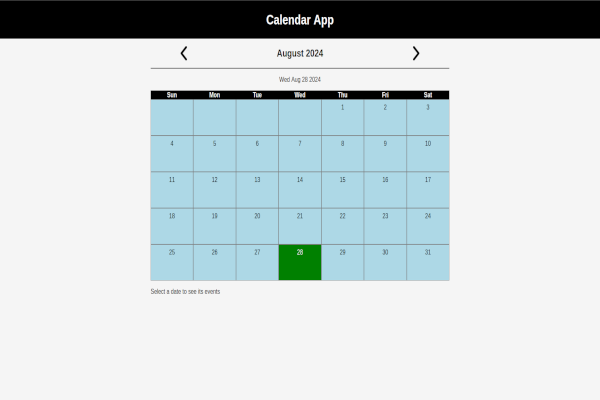 Calendar App
August 2024
Wed Aug 28 2024
Sun Mon Tue Wed Thu Fri Sat
1 2 3
4 5 6 7 8 9 10
11 12 13 14 15 16 17
18 19 20 21 22 23 24
25 26 27 28 29 30 31
Select a date to see its events